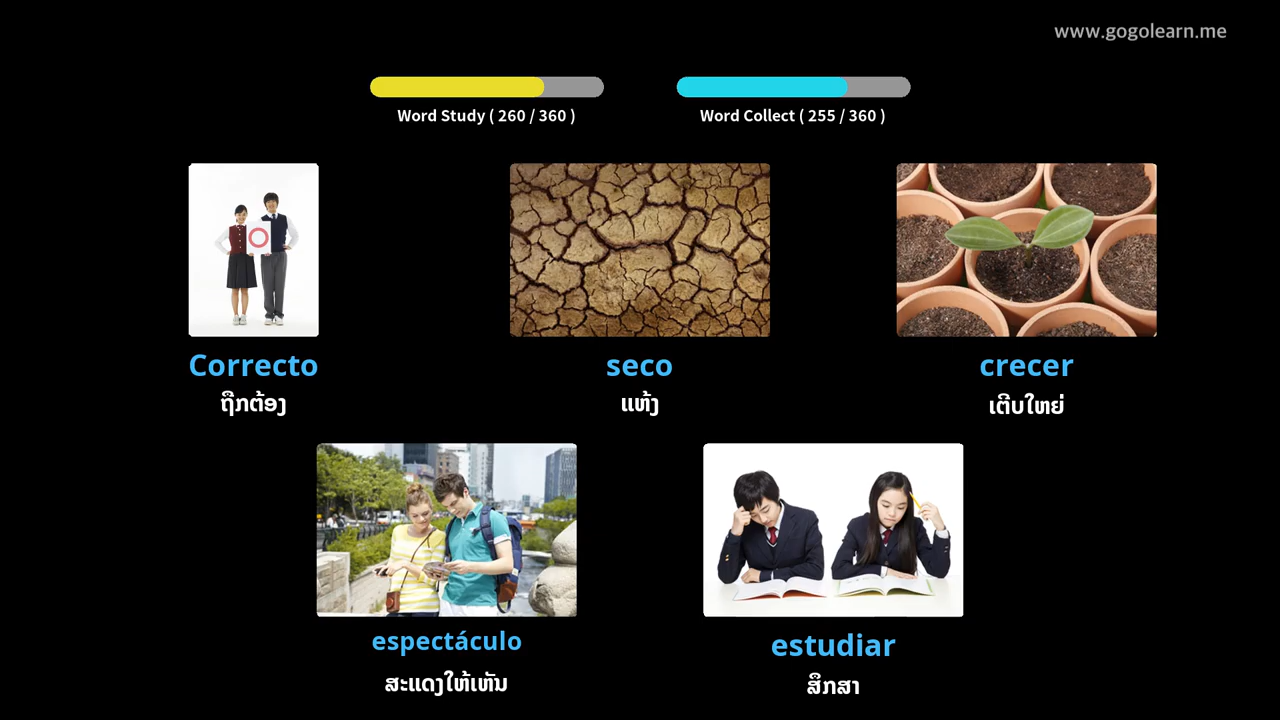 www.gogolearn.me
Word Study ( 260 / 360 )
Word Collect ( 255 / 360 )
Correcto
ຖືກຕ້ອງ
seco
ແຫ້ງ
crecer
ເຕີບໃຫຍ່
espectáculo
ສະແດງໃຫ້ເຫັນ
estudiar
ສຶກສາ